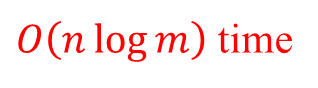 𝑂(𝑛 log 𝑚) time